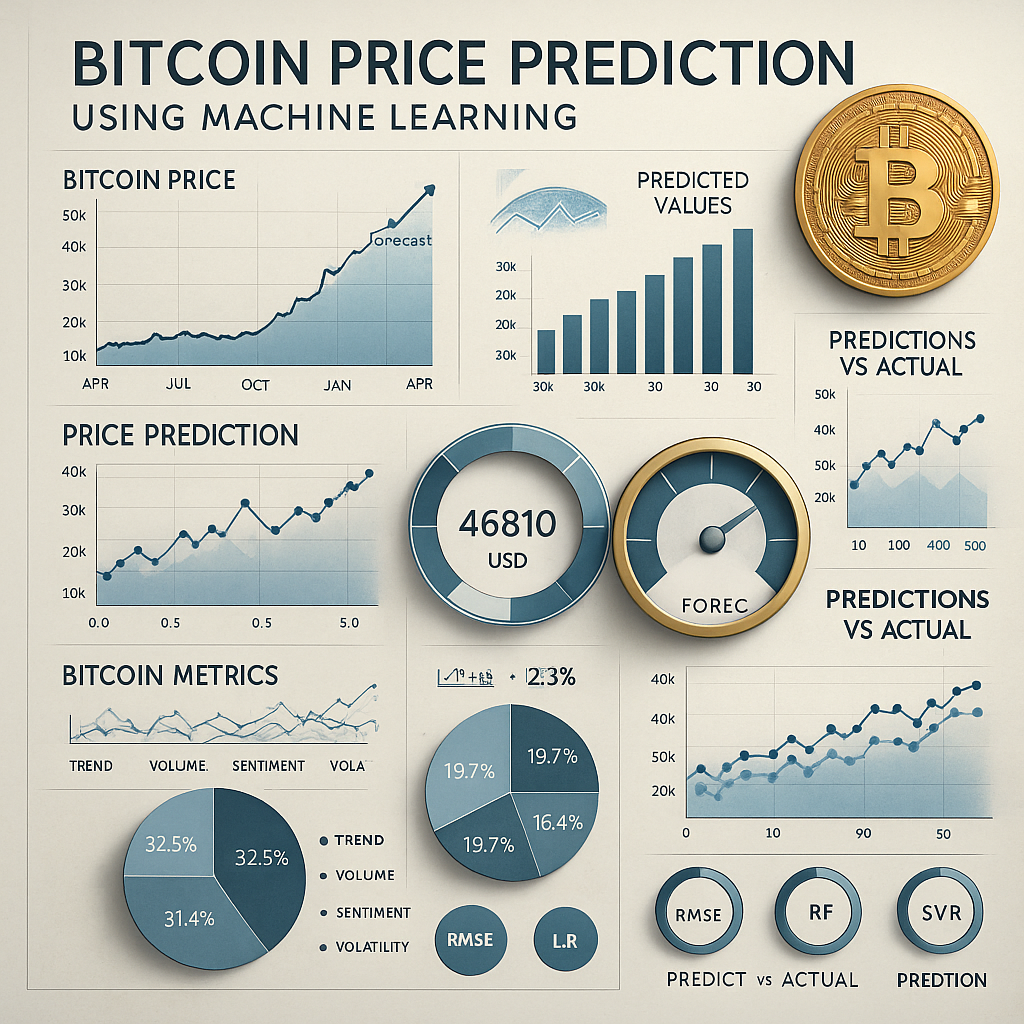 BITCOIN PRICE PREDICTION
USING MACHINE LEARNING
BITCOIN PRICE
50k
40k
30k
20k
10k
orecast
APR
JUL
OCT
JAN
APR
PREDICTED
VALUES
30k
20k
20k
30k
30k
30k
30
30
30
PREDICTIONS
VS ACTUAL
50k
40k
50k
20k
10
100
400
500
PRICE PREDICTION
40k
30k
20k
10k
0.0
0.5
0.5
5.0
46810
USD
FOREC
PREDICTIONS
VS ACTUAL
40k
40k
50k
20k
0
10
90
50
BITCOIN METRICS
TREND
VOLUME.
SENTIMENT
VOLA
32.5%
32.5%
31.4%
TREND
VOLUME
SENTIMENT
VOLATILITY
2.3%
19.7%
19.7%
16.4%
19.7%
RMSE
L.R
RMSE
RF
SVR
PREDICT vs ACTUAL
PREDTION